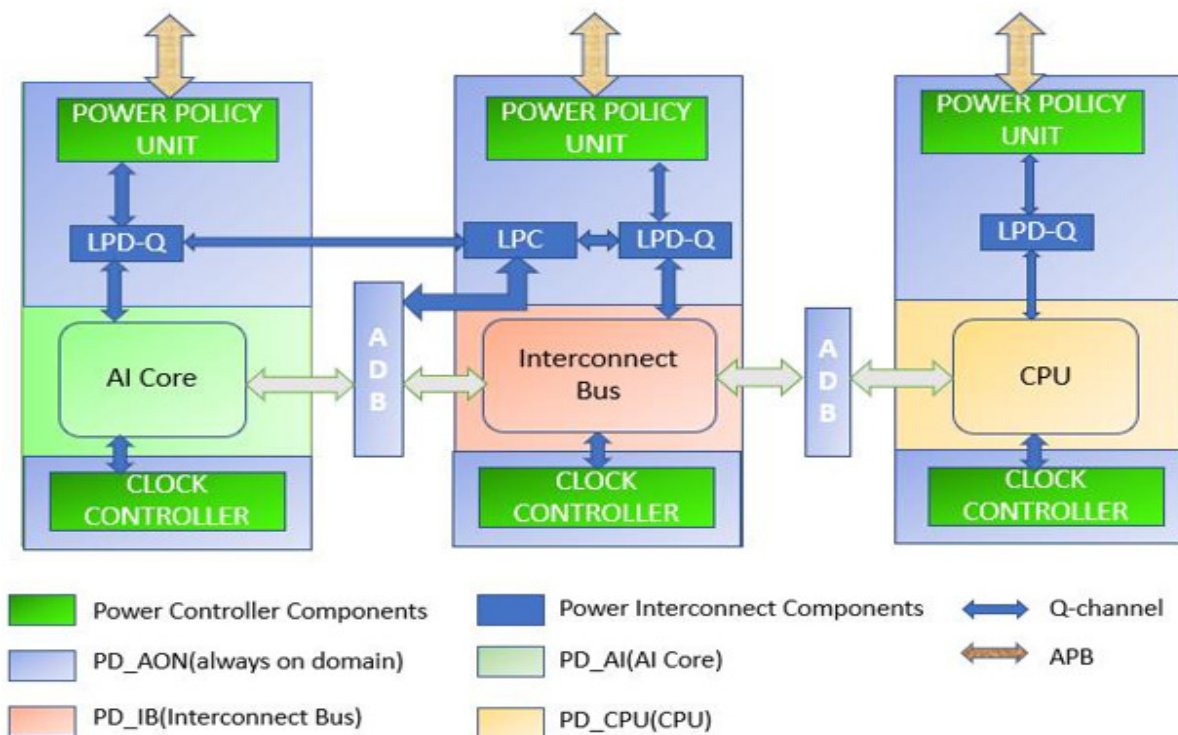 POWER POLICY
UNIT
LPD-Q
AI Core
CLOCK
CONTROLLER
A
D
B
POWER POLICY
UNIT
LPC
LPD-Q
Interconnect
Bus
CLOCK
CONTROLLER
A
D
B
POWER POLICY
UNIT
LPD-Q
CPU
CLOCK
CONTROLLER
Power Controller Components
Power Interconnect Components
Q-channel
PD_AON(always on domain)
PD_AI(AI Core)
APB
PD_IB(Interconnect Bus)
PD_CPU(CPU)